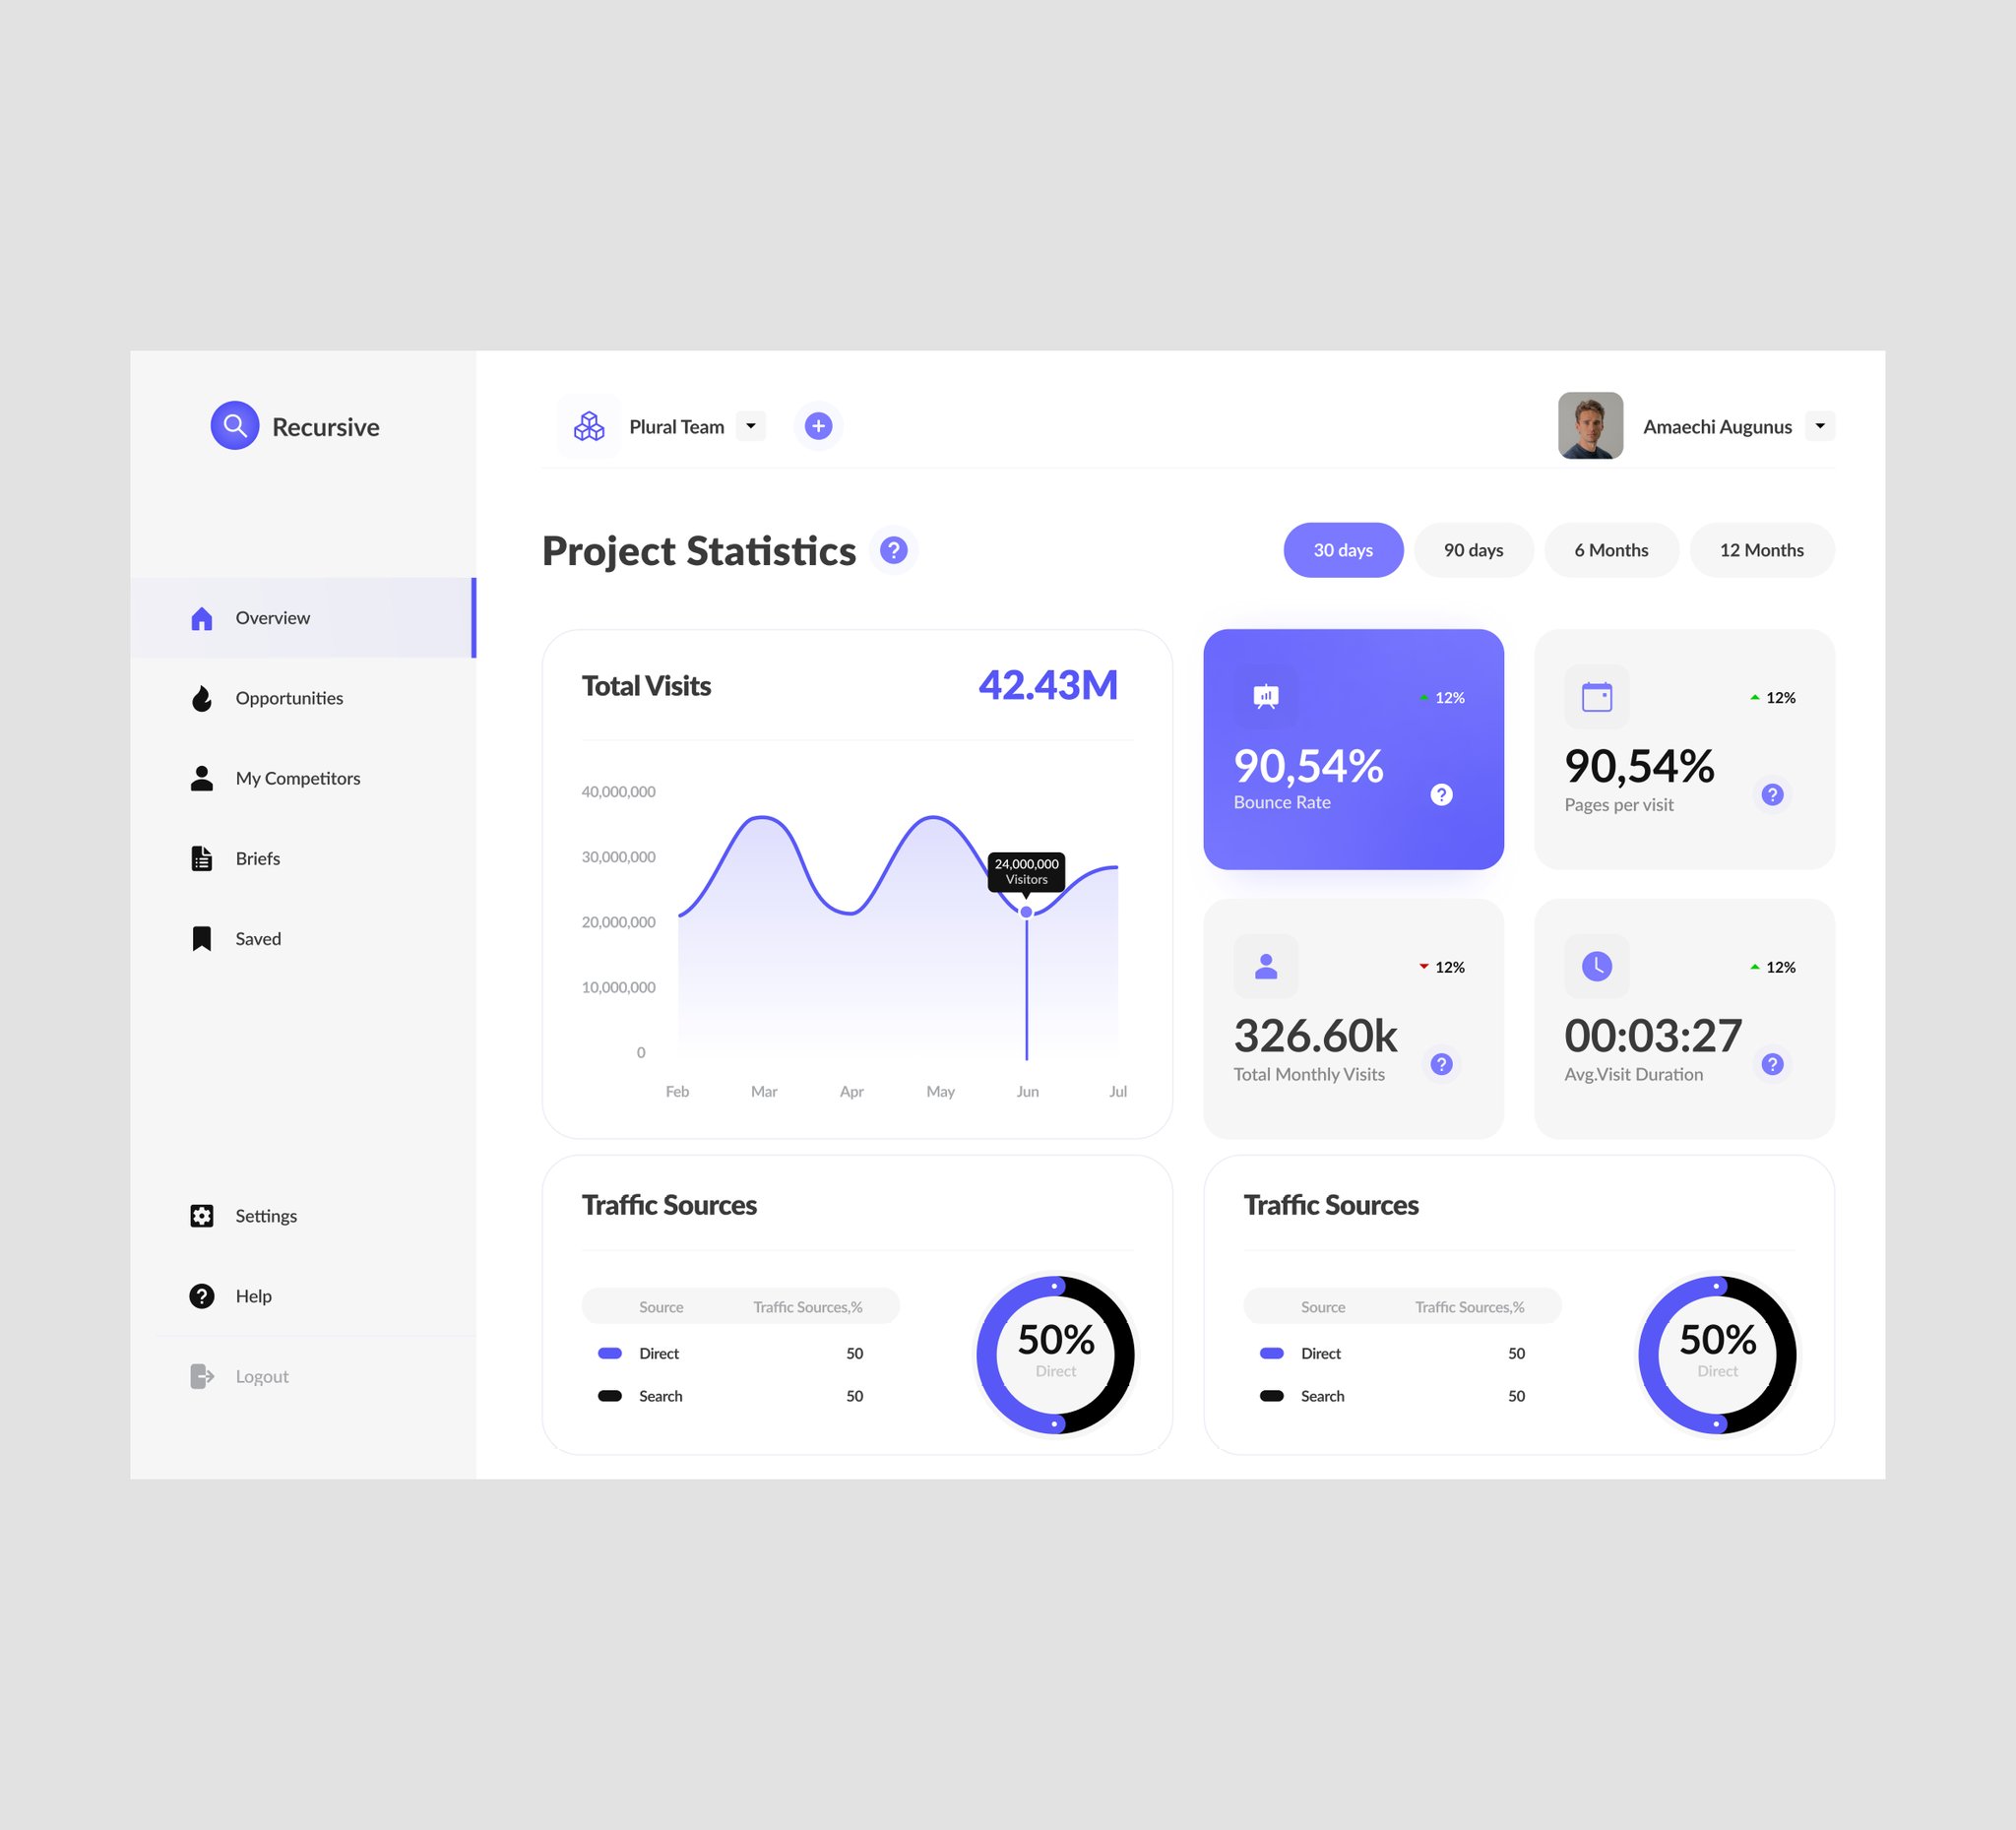 Recursive
Plural Team
Amaechi Augunus
Overview
Opportunities
My Competitors
Briefs
Saved
Settings
Help
Logout
Project Statistics
30 days
90 days
6 Months
12 Months
Total Visits
42.43M
40,000,000
30,000,000
20,000,000
10,000,000
0
24,000,000
Visitors
Feb Mar Apr May Jun Jul
12%
90,54%
Bounce Rate
12%
90,54%
Pages per visit
12%
326.60k
Total Monthly Visits
12%
00:03:27
Avg.Visit Duration
Traffic Sources
Source Traffic Sources,%
Direct 50
Search 50
50%
Direct
Traffic Sources
Source Traffic Sources,%
Direct 50
Search 50
50%
Direct